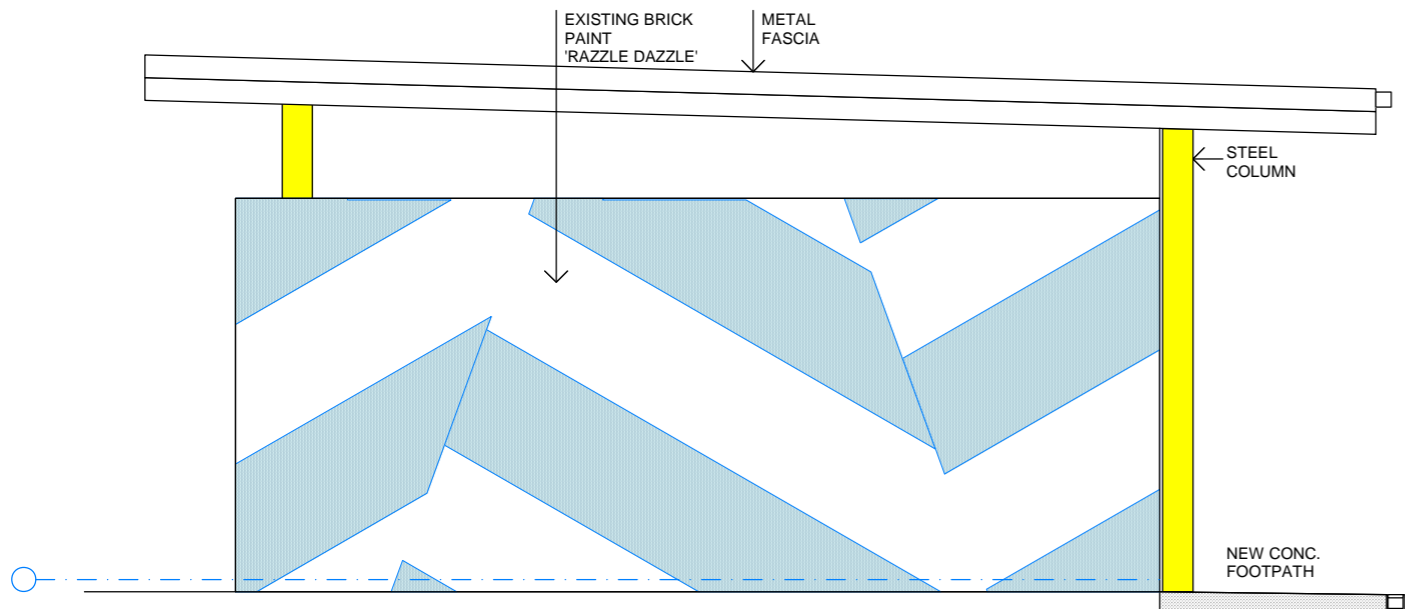 EXISTING BRICK
PAINT
'RAZZLE DAZZLE'
METAL
FASCIA
STEEL
COLUMN
NEW CONC.
FOOTPATH